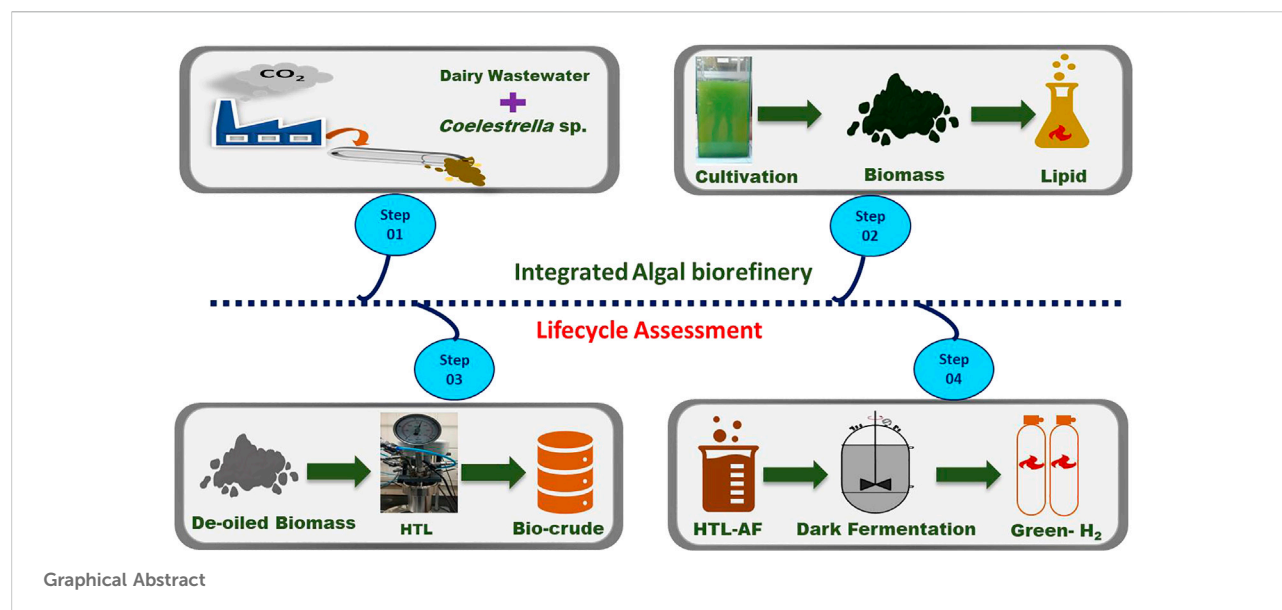 CO₂
Dairy Wastewater
+
Coelestrella sp.
Cultivation
Biomass
Lipid
Step
01
Step
02
Integrated Algal biorefinery
Lifecycle Assessment
Step
03
Step
04
De-oiled Biomass
HTL
Bio-crude
HTL-AF
Dark Fermentation
Green- H₂
Graphical Abstract